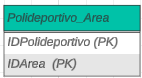 Polideportivo_Area
IDPolideportivo (PK)
IDArea (PK)